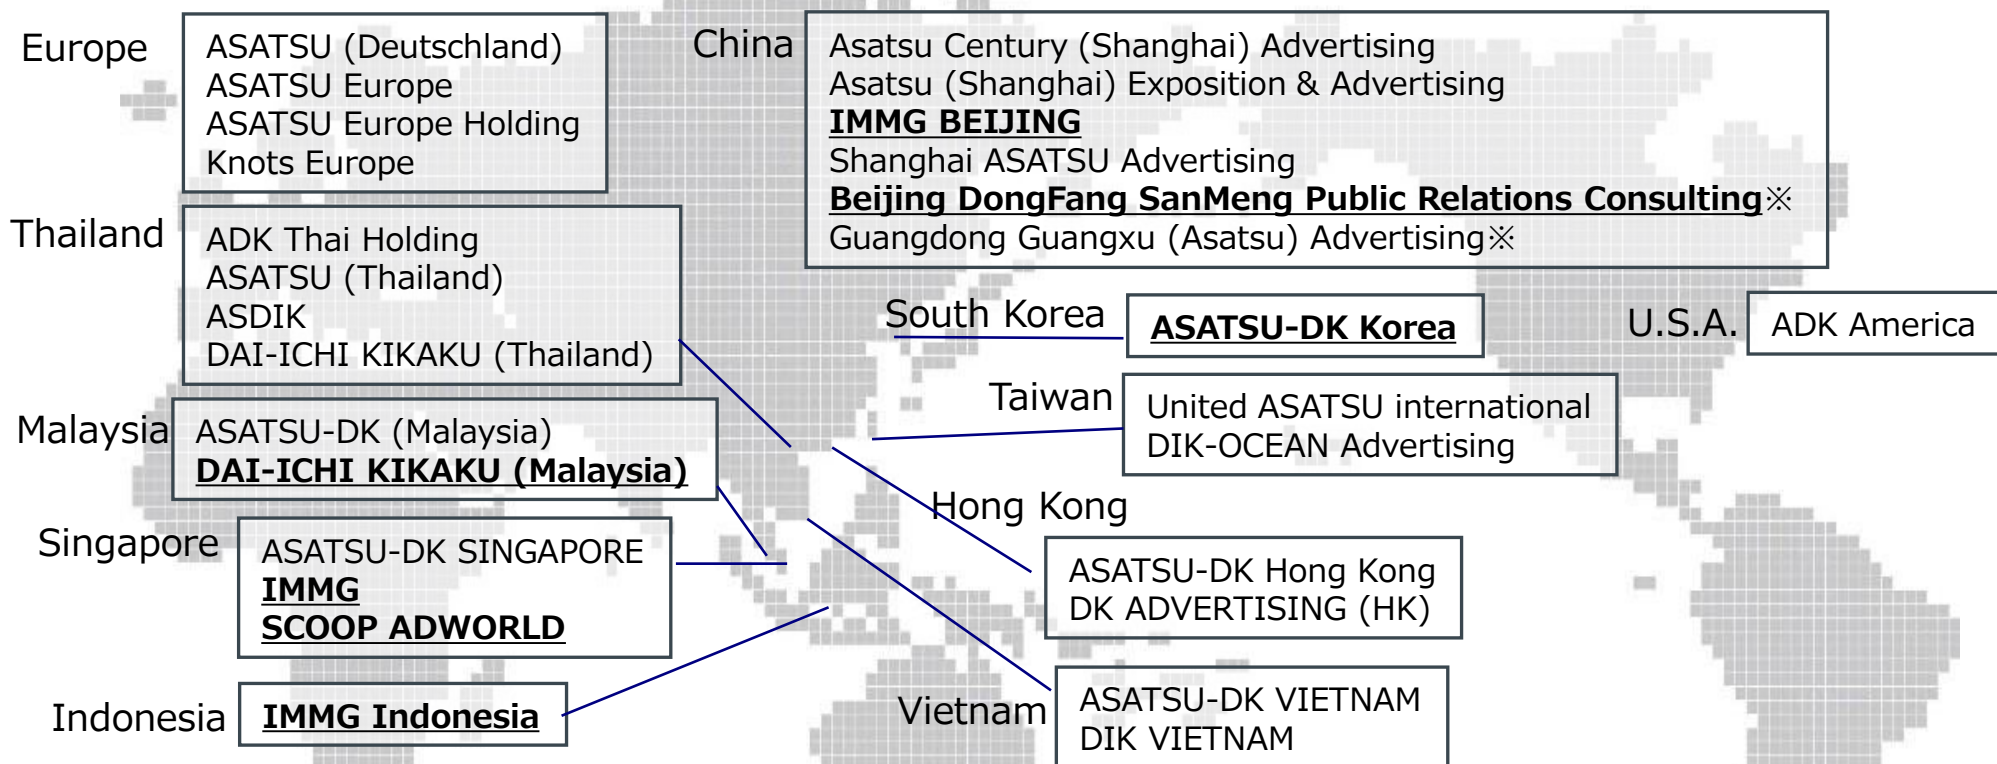 Europe
ASATSU (Deutschland)
ASATSU Europe
ASATSU Europe Holding
Knots Europe
China
Asatsu Century (Shanghai) Advertising
Asatsu (Shanghai) Exposition & Advertising
IMMG BEIJING
Shanghai ASATSU Advertising
Beijing DongFang SanMeng Public Relations Consulting※
Guangdong Guangxu (Asatsu) Advertising※
Thailand
ADK Thai Holding
ASATSU (Thailand)
ASDIK
DAI-ICHI KIKAKU (Thailand)
South Korea
ASATSU-DK Korea
U.S.A.
ADK America
Taiwan
United ASATSU international
DIK-OCEAN Advertising
Malaysia
ASATSU-DK (Malaysia)
DAI-ICHI KIKAKU (Malaysia)
Hong Kong
ASATSU-DK Hong Kong
DK ADVERTISING (HK)
Singapore
ASATSU-DK SINGAPORE
IMMG
SCOOP ADWORLD
Indonesia
IMMG Indonesia
Vietnam
ASATSU-DK VIETNAM
DIK VIETNAM